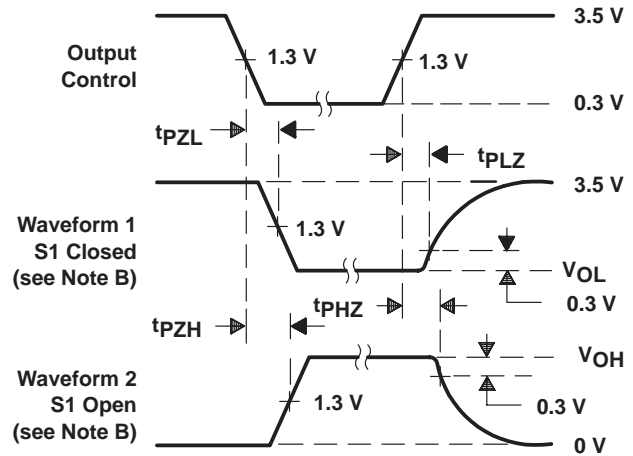 3.5 V
Output
Control
1.3 V
1.3 V
0.3 V
tPZL
tPLZ
3.5 V
Waveform 1
S1 Closed
(see Note B)
1.3 V
VOL
0.3 V
tPZH
tPHZ
VOH
Waveform 2
S1 Open
(see Note B)
1.3 V
0.3 V
0 V